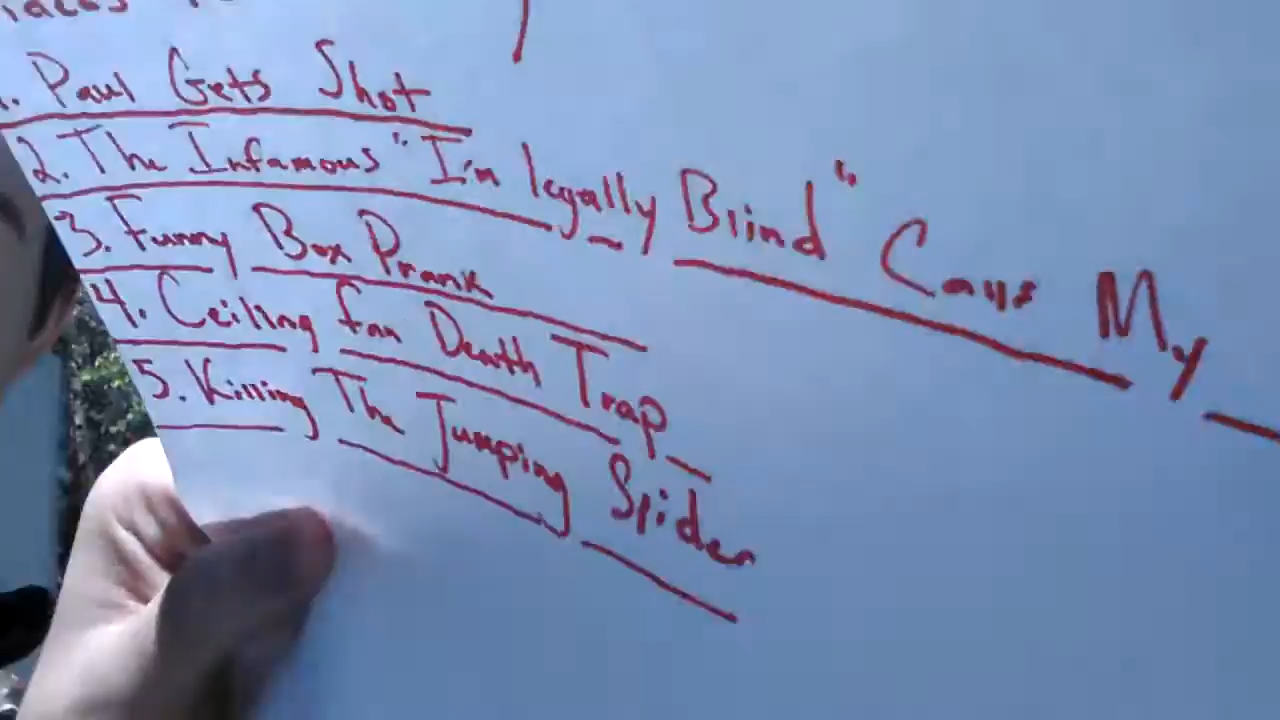 1. Paul Gets Shot
2. The Infamous "I'm legally Blind" Cause My
3. Funny Box Prank
4. Ceiling fan Death Trap
5. Killing The Jumping Spider